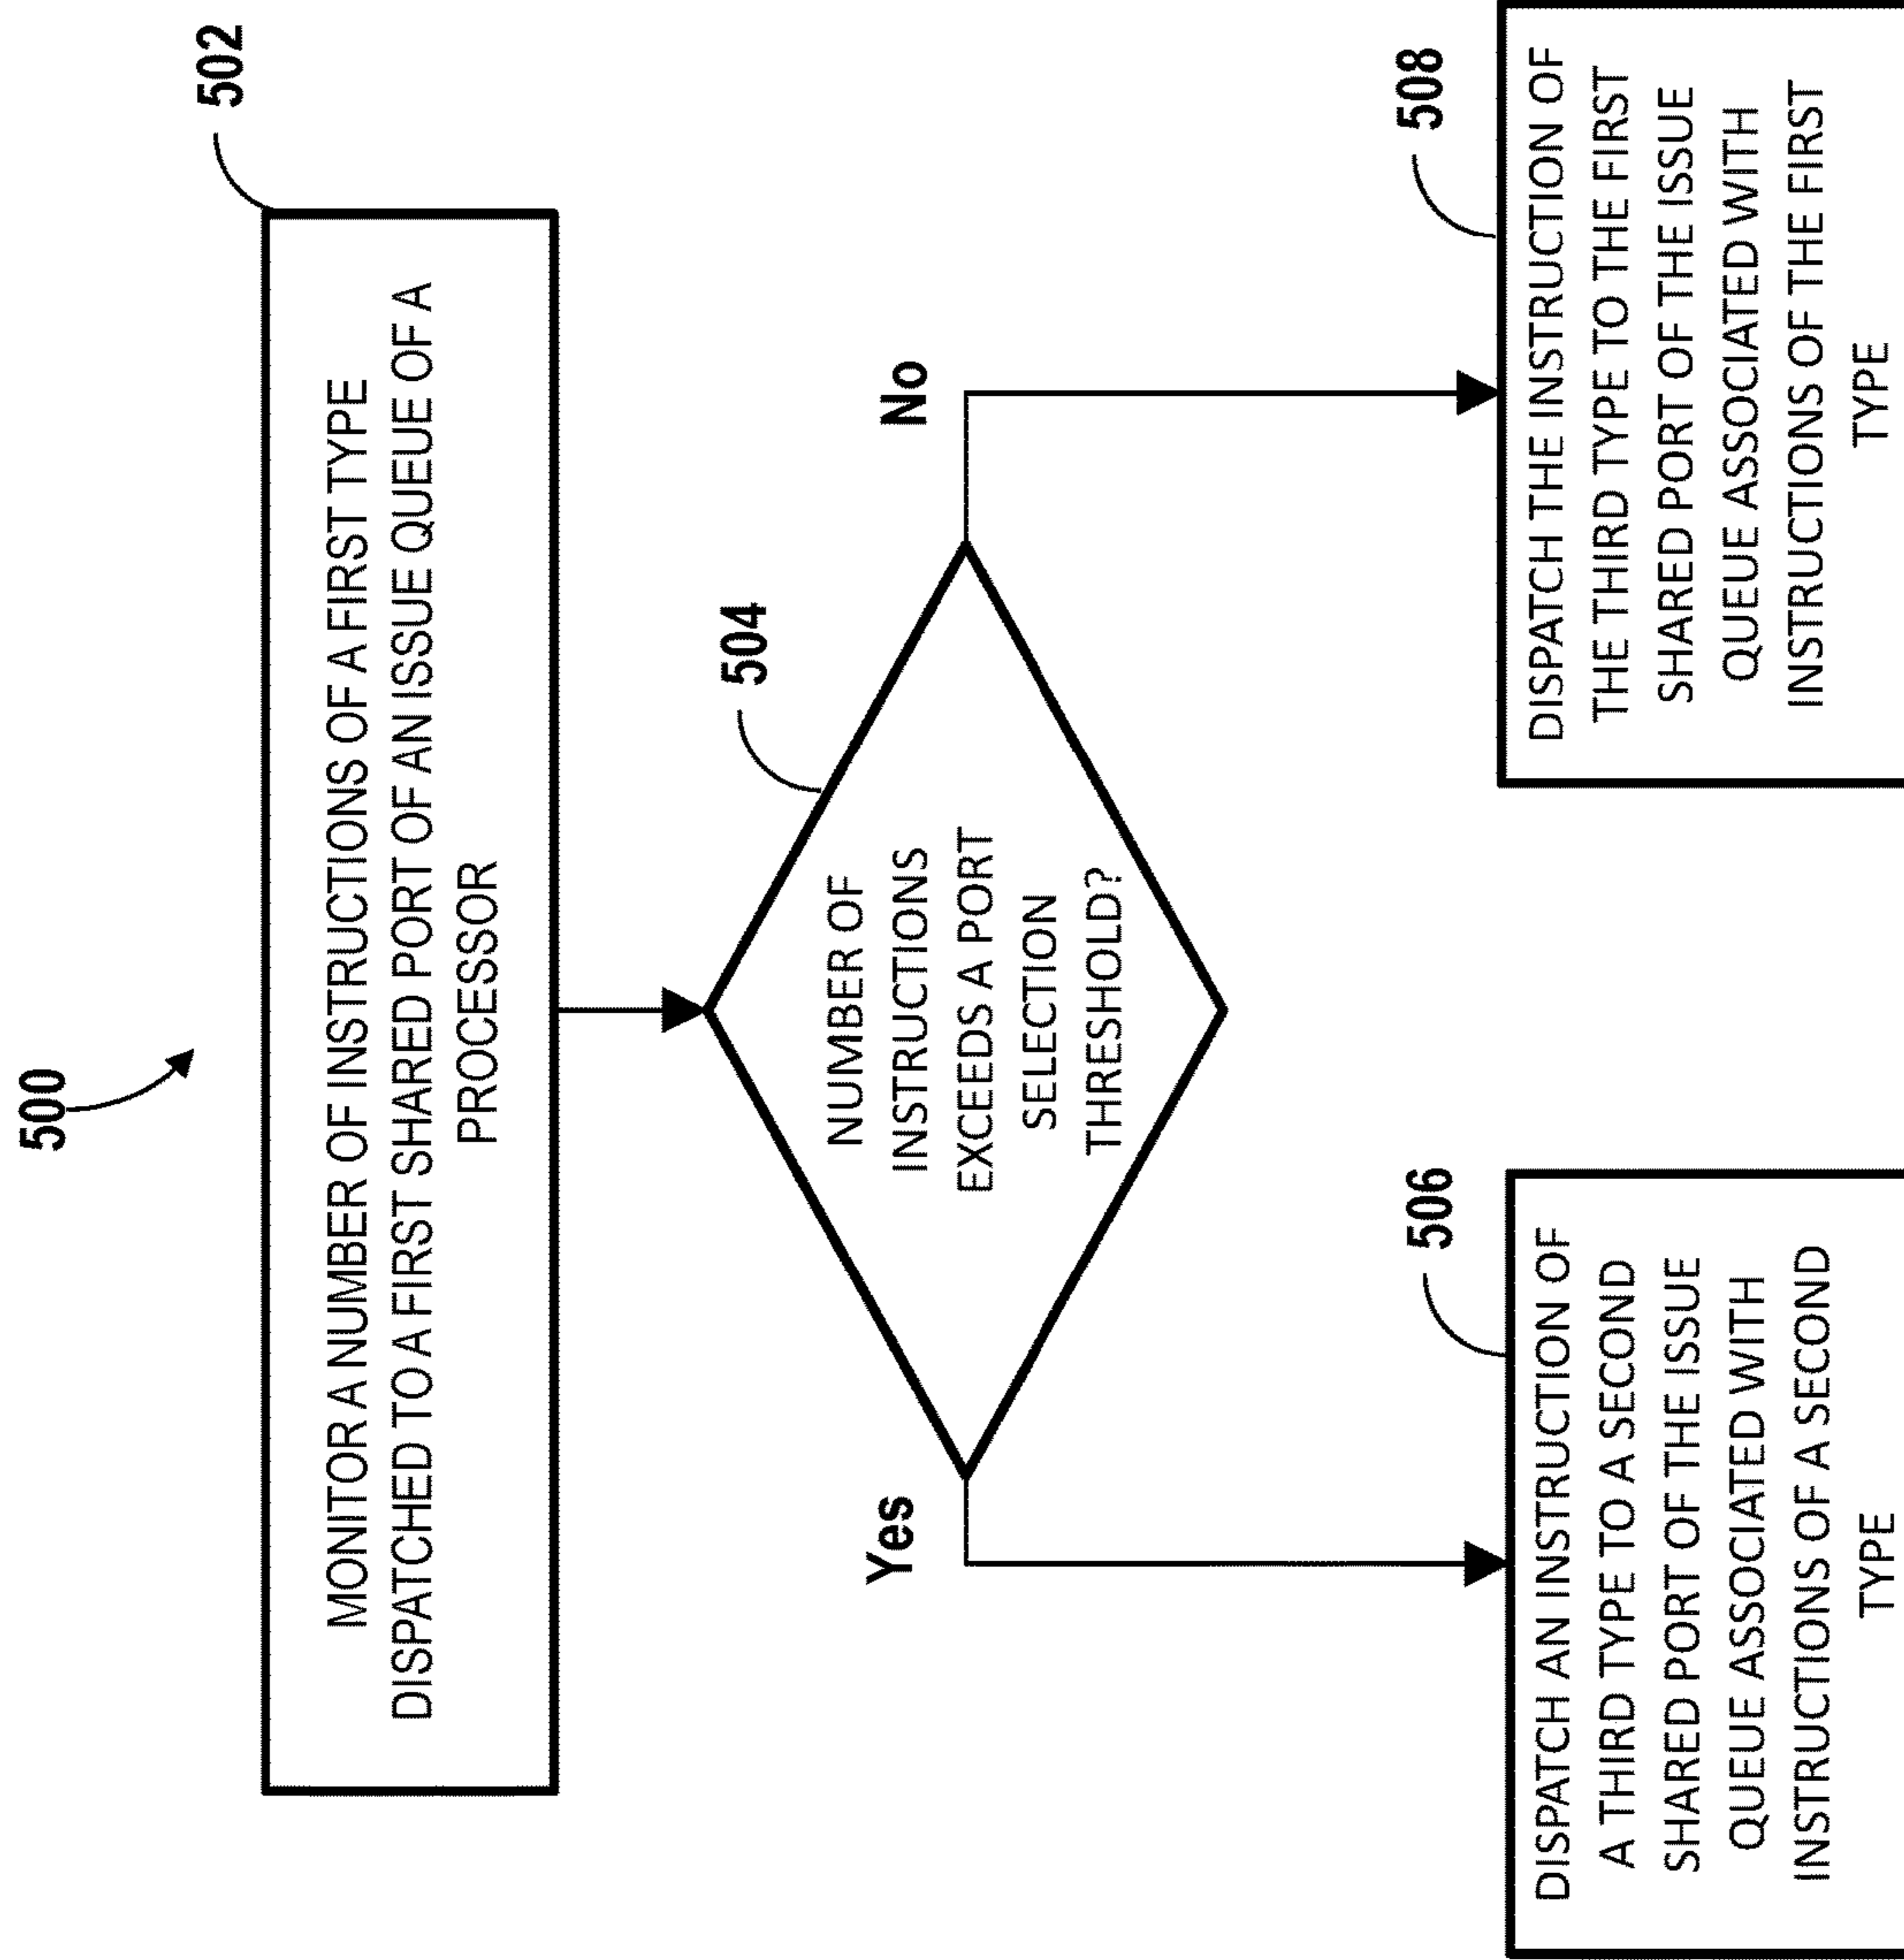 500
502
MONITOR A NUMBER OF INSTRUCTIONS OF A FIRST TYPE
DISPATCHED TO A FIRST SHARED PORT OF AN ISSUE QUEUE OF A
PROCESSOR
504
NUMBER OF
INSTRUCTIONS
EXCEEDS A PORT
SELECTION
THRESHOLD?
Yes
No
506
DISPATCH AN INSTRUCTION OF
A THIRD TYPE TO A SECOND
SHARED PORT OF THE ISSUE
QUEUE ASSOCIATED WITH
INSTRUCTIONS OF A SECOND
TYPE
508
DISPATCH THE INSTRUCTION OF
THE THIRD TYPE TO THE FIRST
SHARED PORT OF THE ISSUE
QUEUE ASSOCIATED WITH
INSTRUCTIONS OF THE FIRST
TYPE